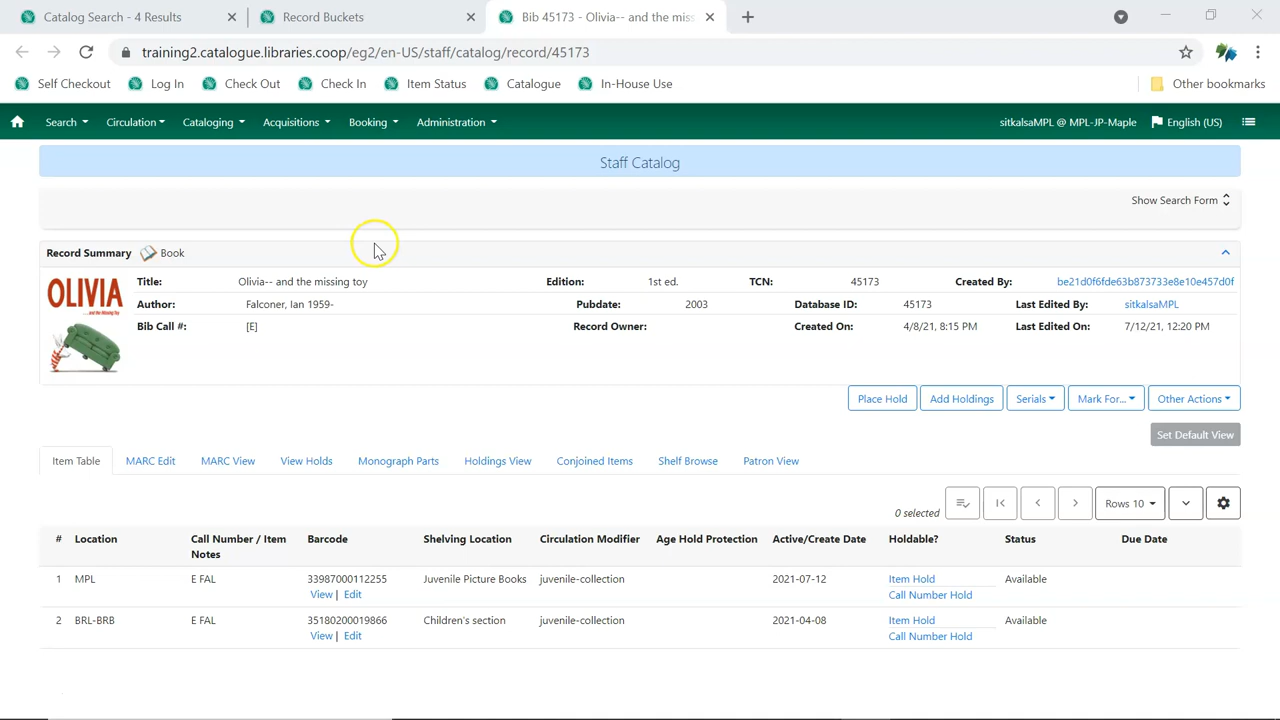 Catalog Search - 4 Results
Record Buckets
Bib 45173 - Olivia-- and the miss
training2.catalogue.libraries.coop/eg2/en-US/staff/catalog/record/45173
Self Checkout Log In Check Out Check In Item Status Catalogue In-House Use Other bookmarks
Search Circulation Cataloging Acquisitions Booking Administration sitkalsaMPL @ MPL-JP-Maple English (US)
Staff Catalog
Show Search Form
Record Summary Book
OLIVIA
...and the Missing Toy
Title: Olivia-- and the missing toy Edition: 1st ed. TCN: 45173 Created By: be21d0f6fde63b873733e8e10e457d0f
Author: Falconer, Ian 1959- Pubdate: 2003 Database ID: 45173 Last Edited By: sitkalsaMPL
Bib Call #: [E] Record Owner: Created On: 4/8/21, 8:15 PM Last Edited On: 7/12/21, 12:20 PM
Place Hold Add Holdings Serials Mark For... Other Actions
Set Default View
Item Table MARC Edit MARC View View Holds Monograph Parts Holdings View Conjoined Items Shelf Browse Patron View
0 selected Rows 10
# Location Call Number / Item Notes Barcode Shelving Location Circulation Modifier Age Hold Protection Active/Create Date Holdable? Status Due Date
1 MPL E FAL 33987000112255 Juvenile Picture Books juvenile-collection 2021-07-12 Item Hold Available
View | Edit Call Number Hold
2 BRL-BRB E FAL 35180200019866 Children's section juvenile-collection 2021-04-08 Item Hold Available
View | Edit Call Number Hold